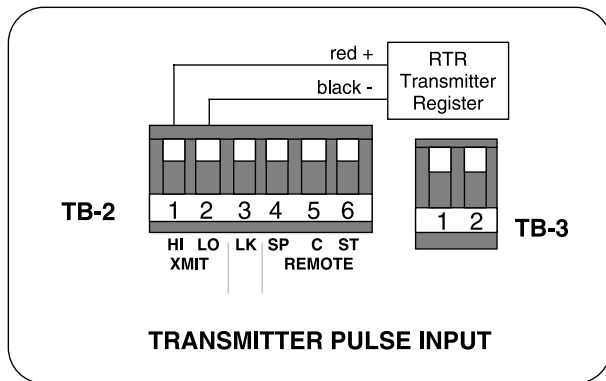 red +
black -
RTR
Transmitter
Register
TB-2
1 2 3 4 5 6
HI LO LK SP C ST
XMIT REMOTE
1 2
TB-3
TRANSMITTER PULSE INPUT